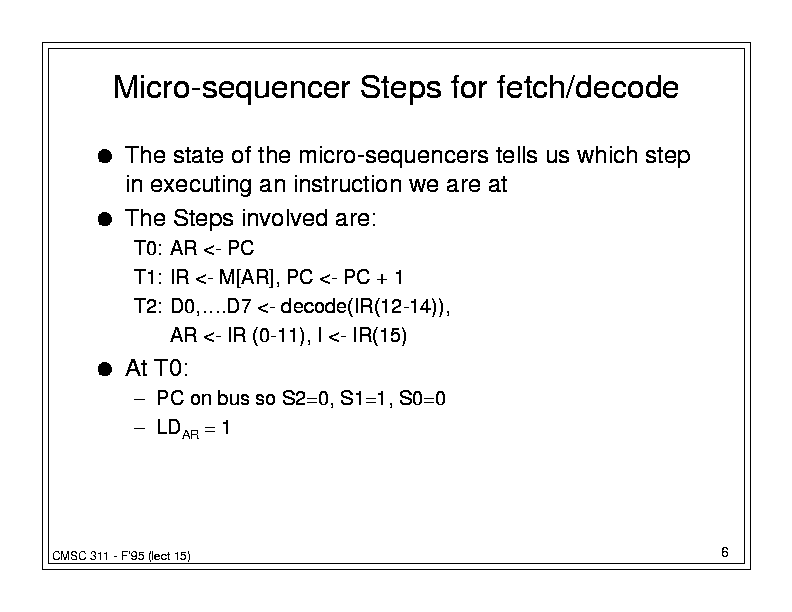 Micro-sequencer Steps for fetch/decode
● The state of the micro-sequencers tells us which step
in executing an instruction we are at
● The Steps involved are:
T0: AR <- PC
T1: IR <- M[AR], PC <- PC + 1
T2: D0,....D7 <- decode(IR(12-14)),
AR <- IR (0-11), I <- IR(15)
● At T0:
– PC on bus so S2=0, S1=1, S0=0
– LDAR = 1
CMSC 311 - F'95 (lect 15)
6